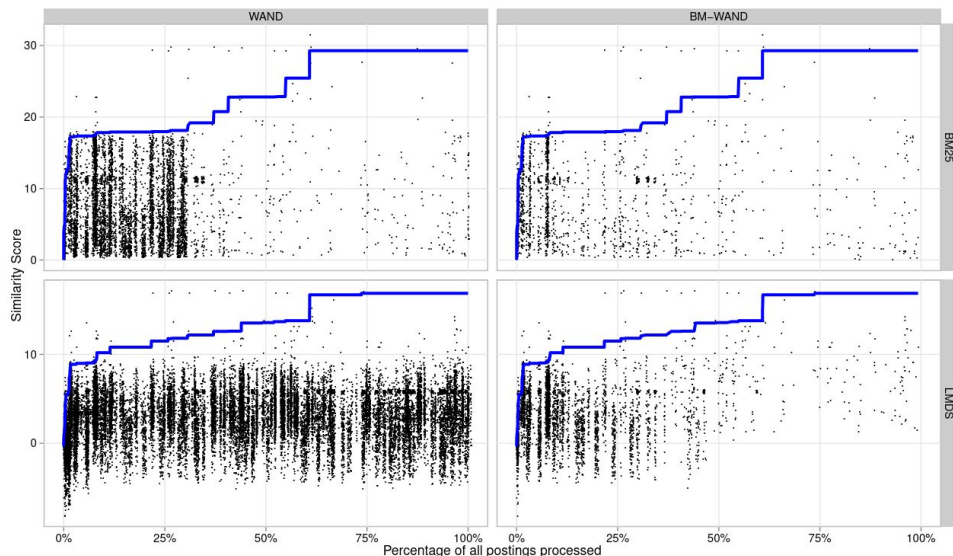 WAND
BM−WAND
30
20
10
0
BM25
10
0
LMDS
Similarity Score
0%
25%
50%
75%
100%
0%
25%
50%
75%
100%
Percentage of all postings processed